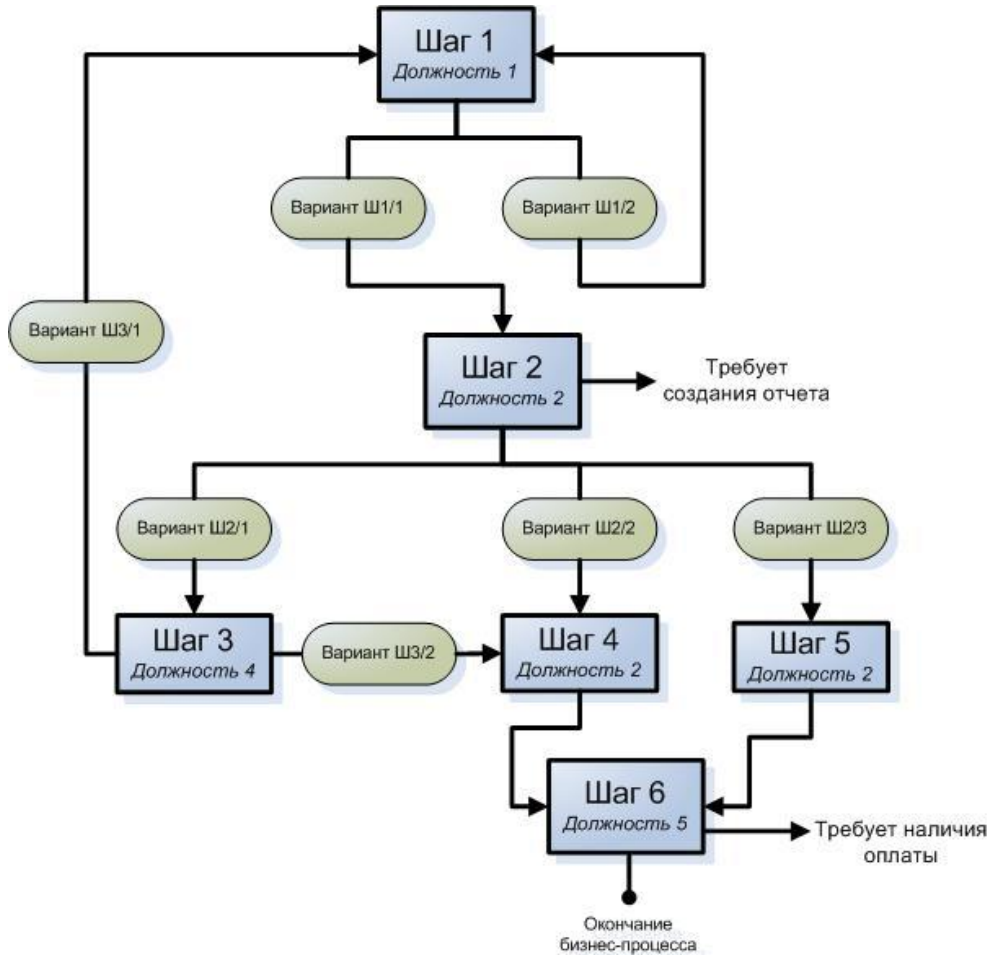 Шаг 1
Должность 1
Вариант Ш1/1
Вариант Ш1/2
Вариант Ш3/1
Шаг 2
Должность 2
Требует
создания отчета
Вариант Ш2/1
Вариант Ш2/2
Вариант Ш2/3
Шаг 3
Должность 4
Вариант Ш3/2
Шаг 4
Должность 2
Шаг 5
Должность 2
Шаг 6
Должность 5
Требует наличия
оплаты
Окончание
бизнес-процесса